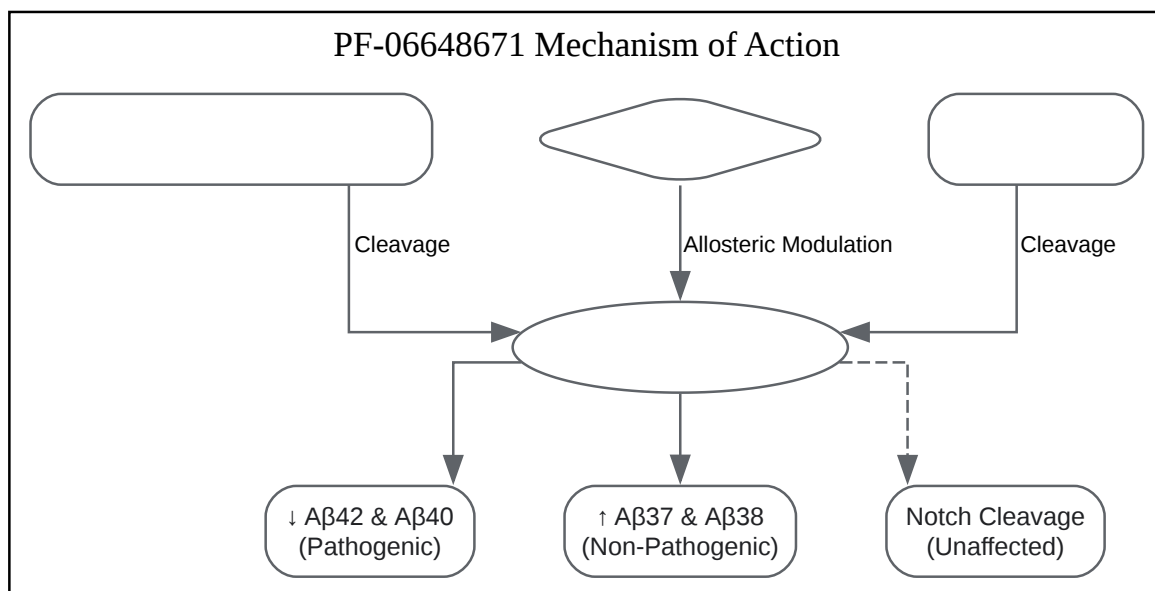 PF-06648671 Mechanism of Action
Cleavage
Allosteric Modulation
Cleavage
↓ Aβ42 & Aβ40
(Pathogenic)
↑ Aβ37 & Aβ38
(Non-Pathogenic)
Notch Cleavage
(Unaffected)